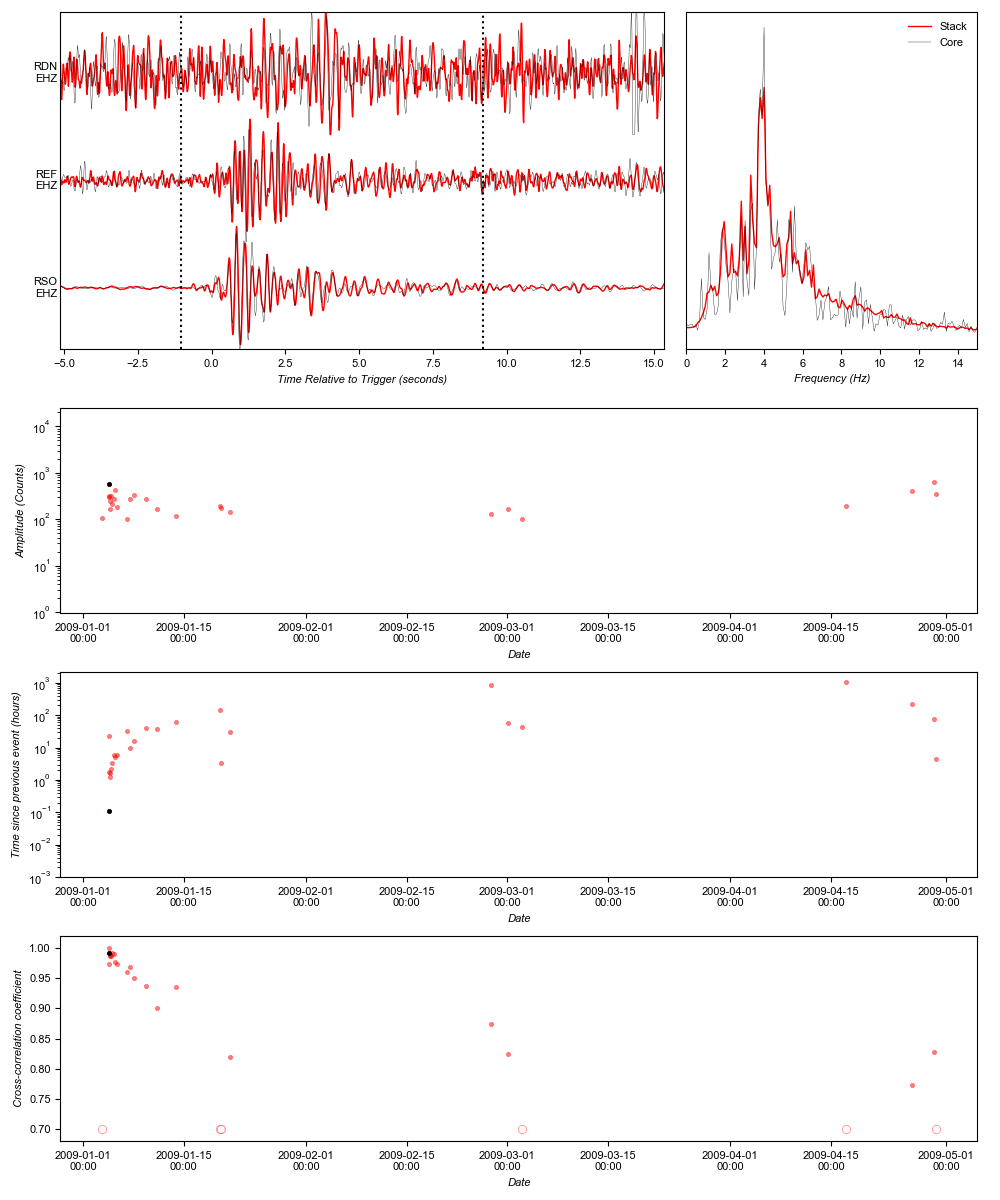 Stack
Core
RDN
EHZ
REF
EHZ
RSO
EHZ
−5.0 −2.5 0.0 2.5 5.0 7.5 10.0 12.5 15.0
Time Relative to Trigger (seconds)
0 2 4 6 8 10 12 14
Frequency (Hz)
10⁴
10³
10²
10¹
10⁰
Amplitude (Counts)
2009-01-01 2009-01-15 2009-02-01 2009-02-15 2009-03-01 2009-03-15 2009-04-01 2009-04-15 2009-05-01
00:00 00:00 00:00 00:00 00:00 00:00 00:00 00:00 00:00
Date
10³
10²
10¹
10⁰
10⁻¹
10⁻²
10⁻³
Time since previous event (hours)
2009-01-01 2009-01-15 2009-02-01 2009-02-15 2009-03-01 2009-03-15 2009-04-01 2009-04-15 2009-05-01
00:00 00:00 00:00 00:00 00:00 00:00 00:00 00:00 00:00
Date
1.00
0.95
0.90
0.85
0.80
0.75
0.70
Cross-correlation coefficient
2009-01-01 2009-01-15 2009-02-01 2009-02-15 2009-03-01 2009-03-15 2009-04-01 2009-04-15 2009-05-01
00:00 00:00 00:00 00:00 00:00 00:00 00:00 00:00 00:00
Date